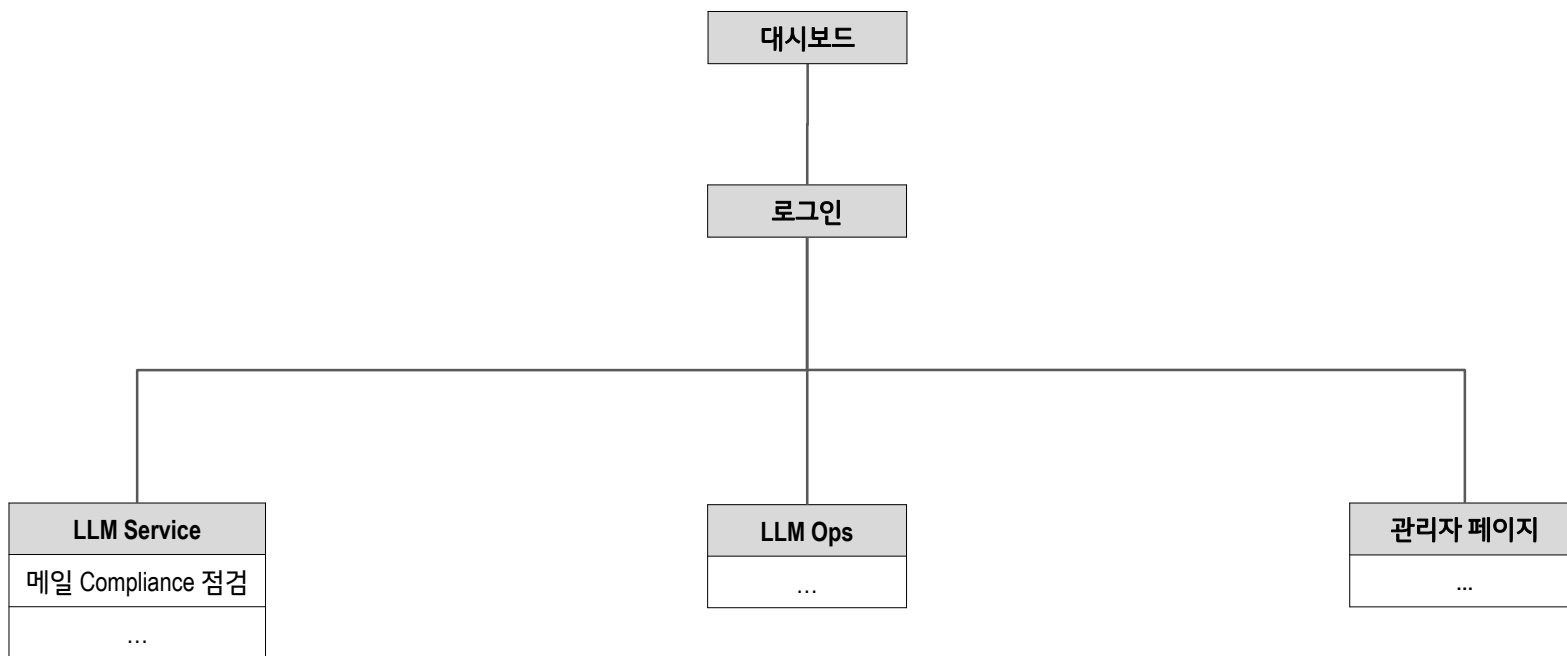 대시보드
로그인
LLM Service
메일 Compliance 점검
…
LLM Ops
…
관리자 페이지
...